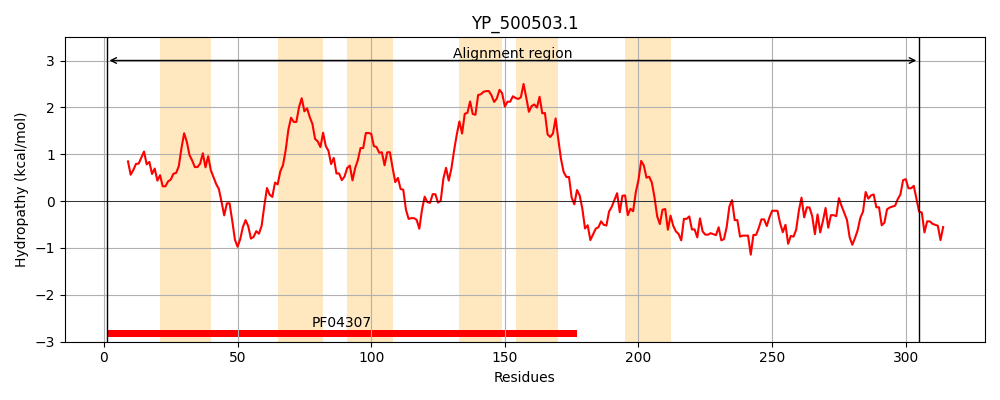 YP_500503.1
Alignment region
Hydropathy (kcal/mol)
3
2
1
0
−1
−2
−3
PF04307
0 50 100 150 200 250 300
Residues